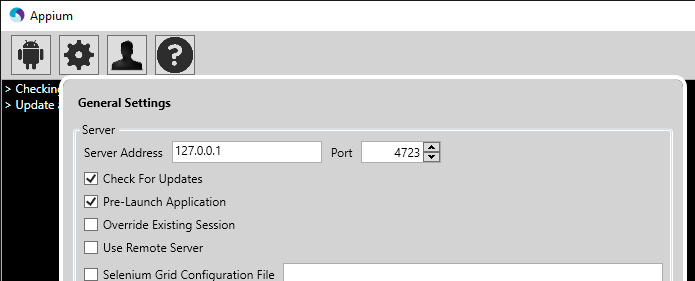 Appium
> Checking
> Update
General Settings
Server
Server Address 127.0.0.1 Port 4723
Check For Updates
Pre-Launch Application
Override Existing Session
Use Remote Server
Selenium Grid Configuration File